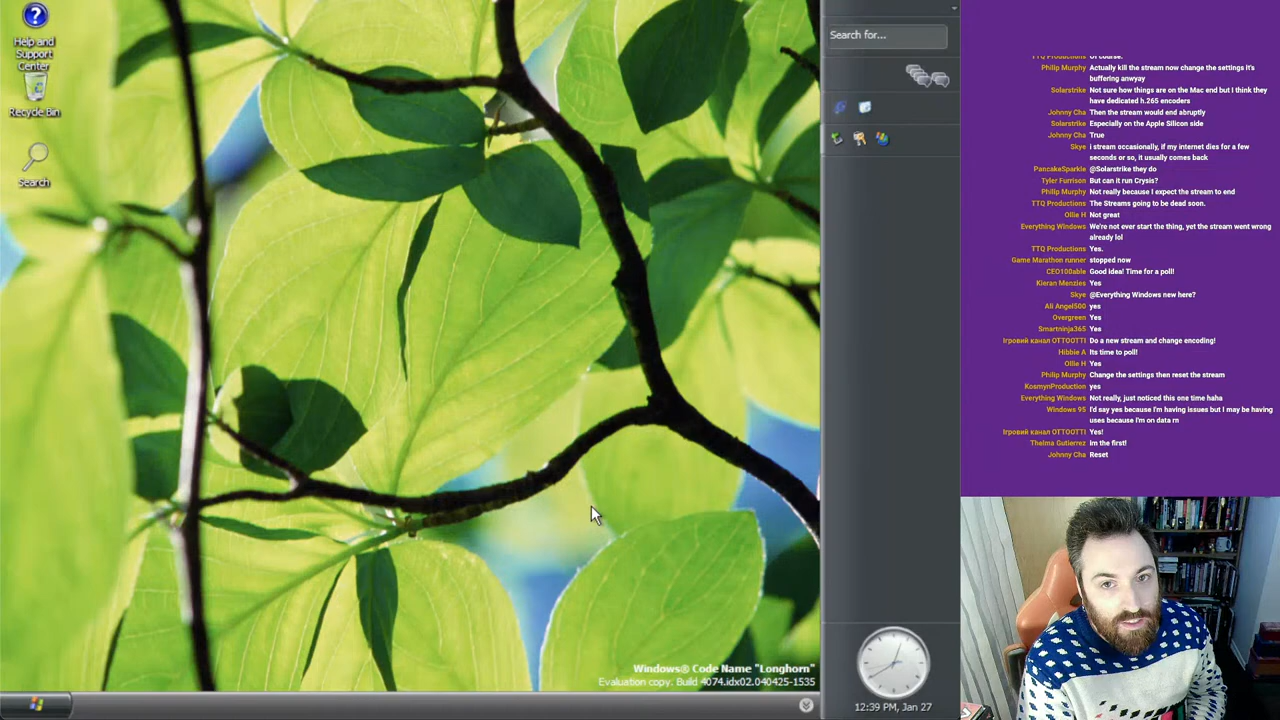 Help and
Support
Center
Recycle Bin
Search
Search for...
Windows® Code Name "Longhorn"
Evaluation copy. Build 4074.idx02.040425-1535
12:39 PM, Jan 27
TTQ Productions Of course.
Philip Murphy Actually kill the stream now change the settings it's
buffering anwyay
Solarstrike Not sure how things are on the Mac end but I think they
have dedicated h.265 encoders
Johnny Cha Then the stream would end abruptly
Solarstrike Especially on the Apple Silicon side
Johnny Cha True
Skye i stream occasionally, if my internet dies for a few
seconds or so, it usually comes back
PancakeSparkle @Solarstrike they do
Tyler Furrison But can it run Crysis?
Philip Murphy Not really because I expect the stream to end
TTQ Productions The Streams going to be dead soon.
Ollie H Not great
Everything Windows We're not ever start the thing, yet the stream went wrong
already lol
TTQ Productions Yes.
Game Marathon runner stopped now
CEO100able Good Idea! Time for a poll!
Kieran Menzies Yes
Skye @Everything Windows new here?
Ali Angel500 yes
Overgreen Yes
Smartninja365 Yes
Ігровий канал OTTOOTTI Do a new stream and change encoding!
Hibbie A Its time to poll!
Ollie H Yes
Philip Murphy Change the settings then reset the stream
KosmynProduction yes
Everything Windows Not really, just noticed this one time haha
Windows 95 I'd say yes because I'm having issues but I may be having
uses because I'm on data rn
Ігровий канал OTTOOTTI Yes!
Thelma Gutierrez Im the first!
Johnny Cha Reset